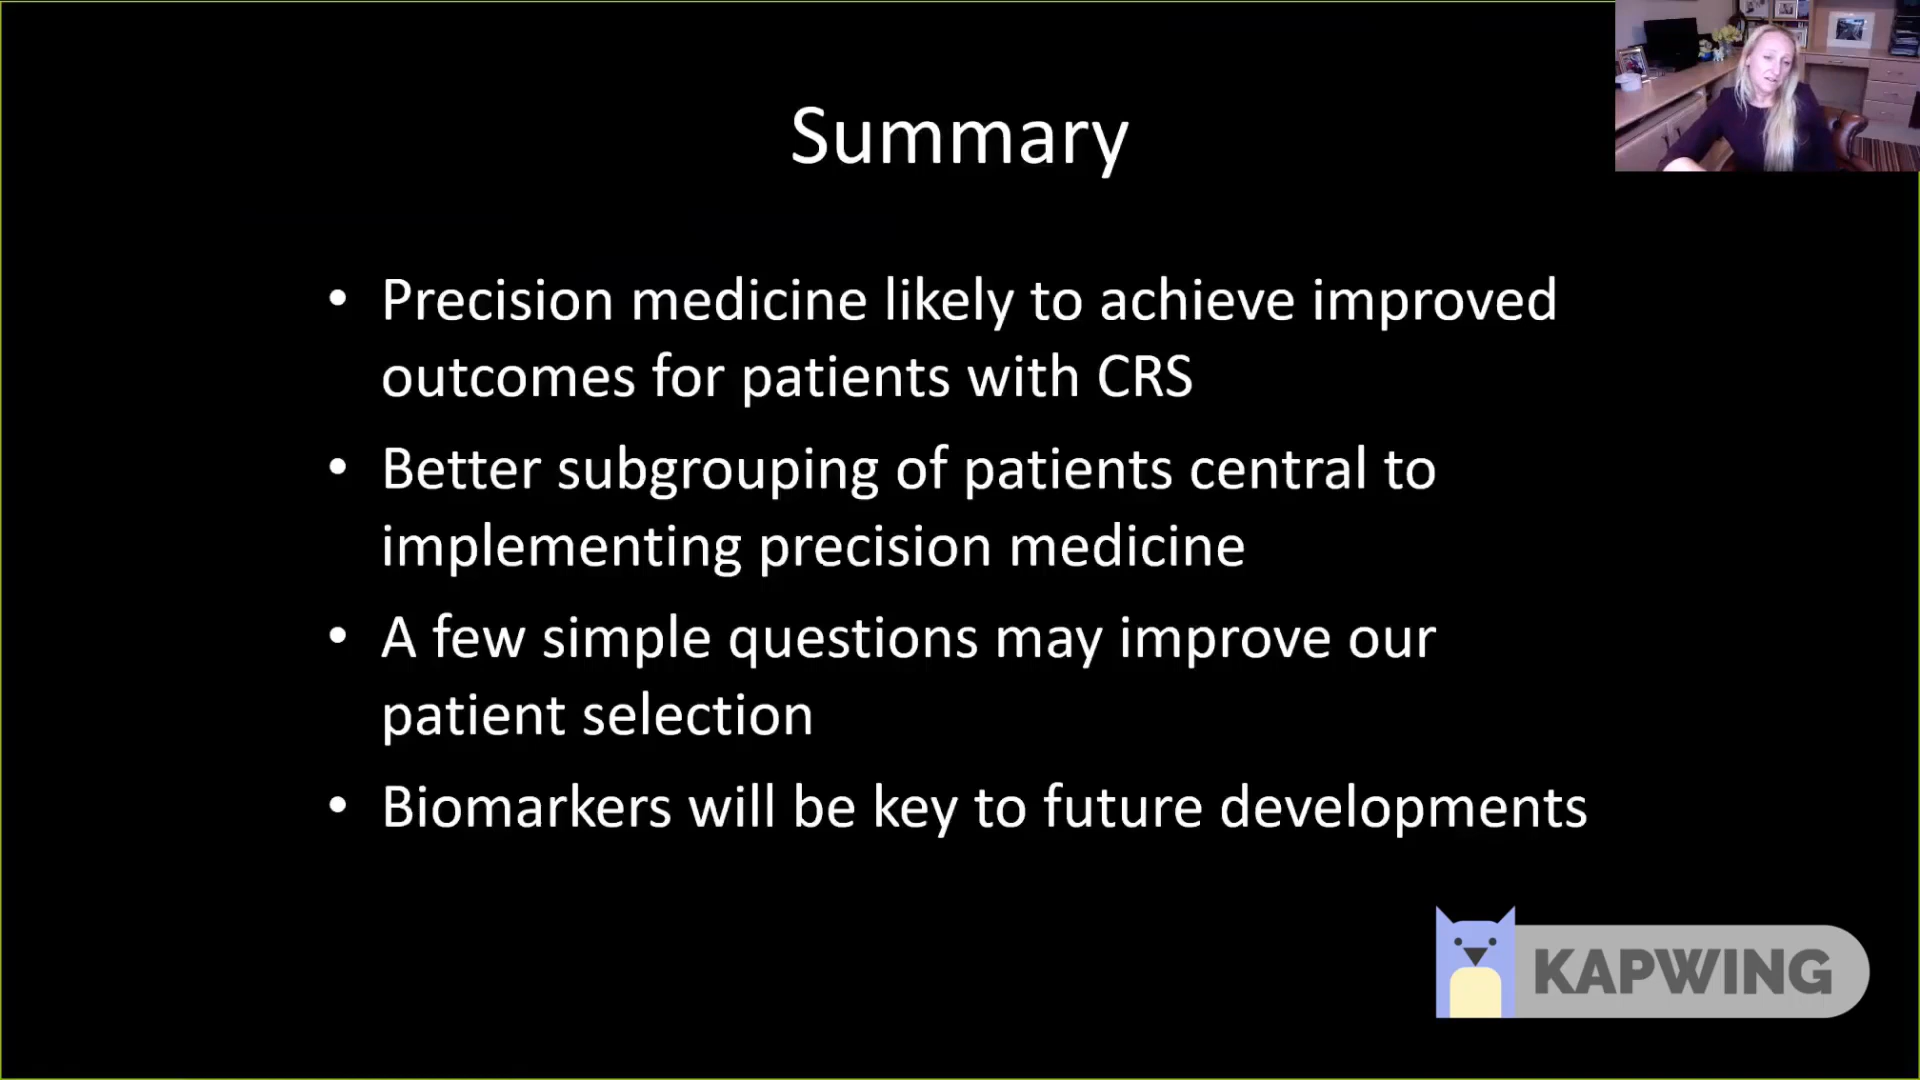 Summary
• Precision medicine likely to achieve improved
outcomes for patients with CRS
• Better subgrouping of patients central to
implementing precision medicine
• A few simple questions may improve our
patient selection
• Biomarkers will be key to future developments
KAPWING